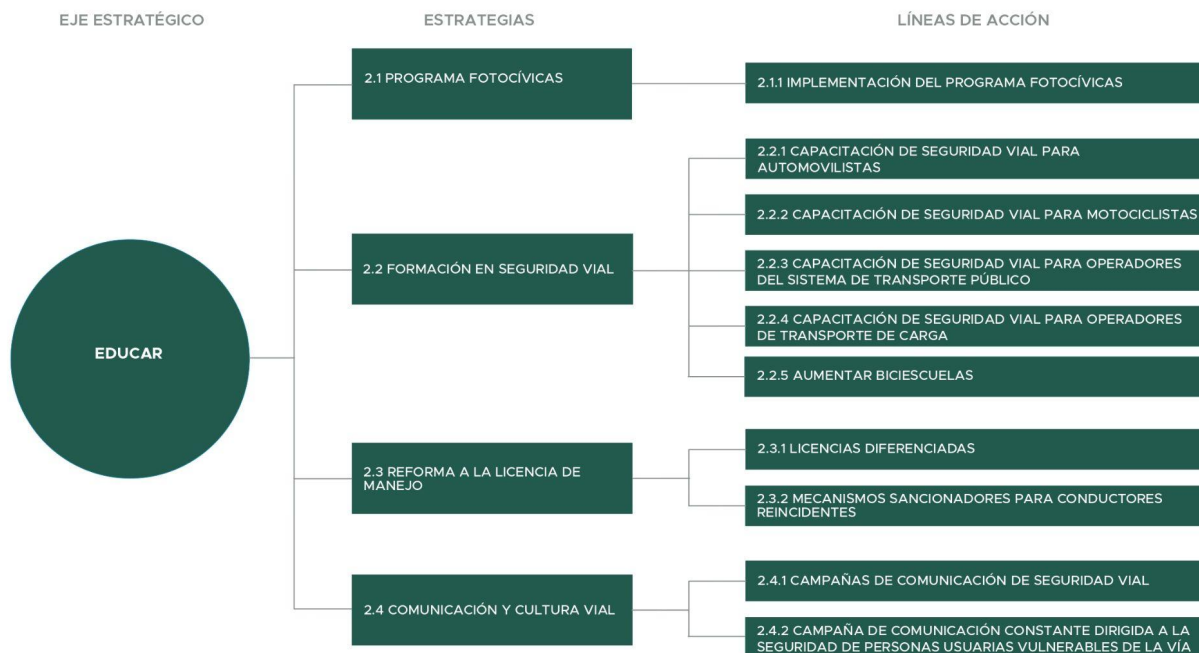 EJE ESTRATÉGICO
ESTRATEGIAS
LÍNEAS DE ACCIÓN
EDUCAR
2.1 PROGRAMA FOTOCÍVICAS
2.1.1 IMPLEMENTACIÓN DEL PROGRAMA FOTOCÍVICAS
2.2 FORMACIÓN EN SEGURIDAD VIAL
2.2.1 CAPACITACIÓN DE SEGURIDAD VIAL PARA
AUTOMOVILISTAS
2.2.2 CAPACITACIÓN DE SEGURIDAD VIAL PARA MOTOCICLISTAS
2.2.3 CAPACITACIÓN DE SEGURIDAD VIAL PARA OPERADORES
DEL SISTEMA DE TRANSPORTE PÚBLICO
2.2.4 CAPACITACIÓN DE SEGURIDAD VIAL PARA OPERADORES
DE TRANSPORTE DE CARGA
2.2.5 AUMENTAR BICIESCUELAS
2.3 REFORMA A LA LICENCIA DE
MANEJO
2.3.1 LICENCIAS DIFERENCIADAS
2.3.2 MECANISMOS SANCIONADORES PARA CONDUCTORES
REINCIDENTES
2.4 COMUNICACIÓN Y CULTURA VIAL
2.4.1 CAMPAÑAS DE COMUNICACIÓN DE SEGURIDAD VIAL
2.4.2 CAMPAÑA DE COMUNICACIÓN CONSTANTE DIRIGIDA A LA
SEGURIDAD DE PERSONAS USUARIAS VULNERABLES DE LA VÍA